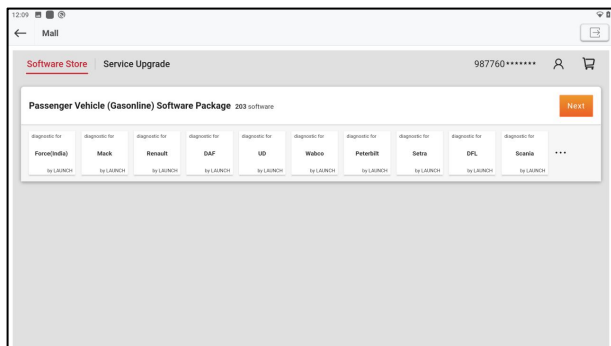 12:09
Mall
Software Store Service Upgrade 987760*******
Passenger Vehicle (Gasonline) Software Package 203 software Next
diagnostic for diagnostic for diagnostic for diagnostic for diagnostic for diagnostic for diagnostic for diagnostic for diagnostic for diagnostic for
Force(India) Mack Renault DAF UD Wabco Peterbilt Setra DFL Scania ...
by LAUNCH by LAUNCH by LAUNCH by LAUNCH by LAUNCH by LAUNCH by LAUNCH by LAUNCH by LAUNCH by LAUNCH